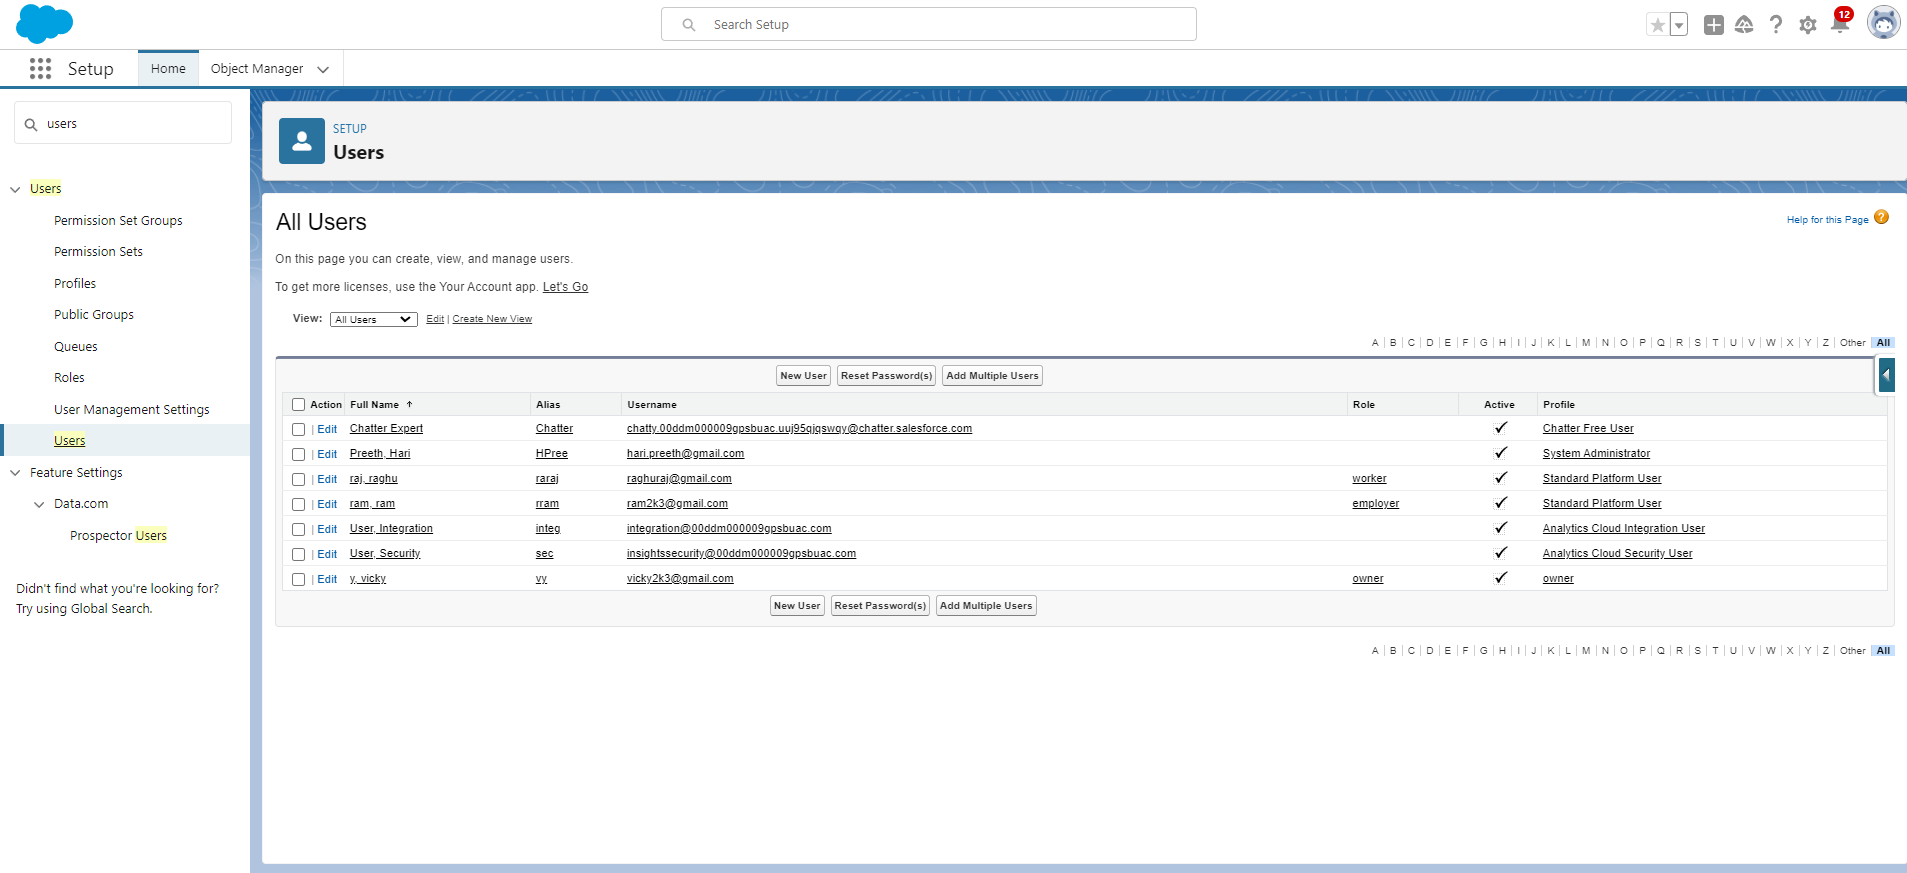 Search Setup
12
Setup Home Object Manager
users
SETUP
Users
Users
Permission Set Groups
Permission Sets
Profiles
Public Groups
Queues
Roles
User Management Settings
Users
Feature Settings
Data.com
Prospector Users
Didn't find what you're looking for?
Try using Global Search.
All Users
Help for this Page ?
On this page you can create, view, and manage users.
To get more licenses, use the Your Account app. Let's Go
View: All Users Edit | Create New View
A | B | C | D | E | F | G | H | I | J | K | L | M | N | O | P | Q | R | S | T | U | V | W | X | Y | Z | Other All
New User Reset Password(s) Add Multiple Users
Action Full Name ↑ Alias Username Role Active Profile
| Edit Chatter Expert Chatter chatty.00ddm000009gpsbuac.uuj95qjqswqy@chatter.salesforce.com ✓ Chatter Free User
| Edit Preeth, Hari HPree hari.preeth@gmail.com ✓ System Administrator
| Edit raj, raghu raraj raghuraj@gmail.com worker ✓ Standard Platform User
| Edit ram, ram rram ram2k3@gmail.com employer ✓ Standard Platform User
| Edit User, Integration integ integration@00ddm000009gpsbuac.com ✓ Analytics Cloud Integration User
| Edit User, Security sec insightssecurity@00ddm000009gpsbuac.com ✓ Analytics Cloud Security User
| Edit y, vicky vy vicky2k3@gmail.com owner ✓ owner
New User Reset Password(s) Add Multiple Users
A | B | C | D | E | F | G | H | I | J | K | L | M | N | O | P | Q | R | S | T | U | V | W | X | Y | Z | Other All